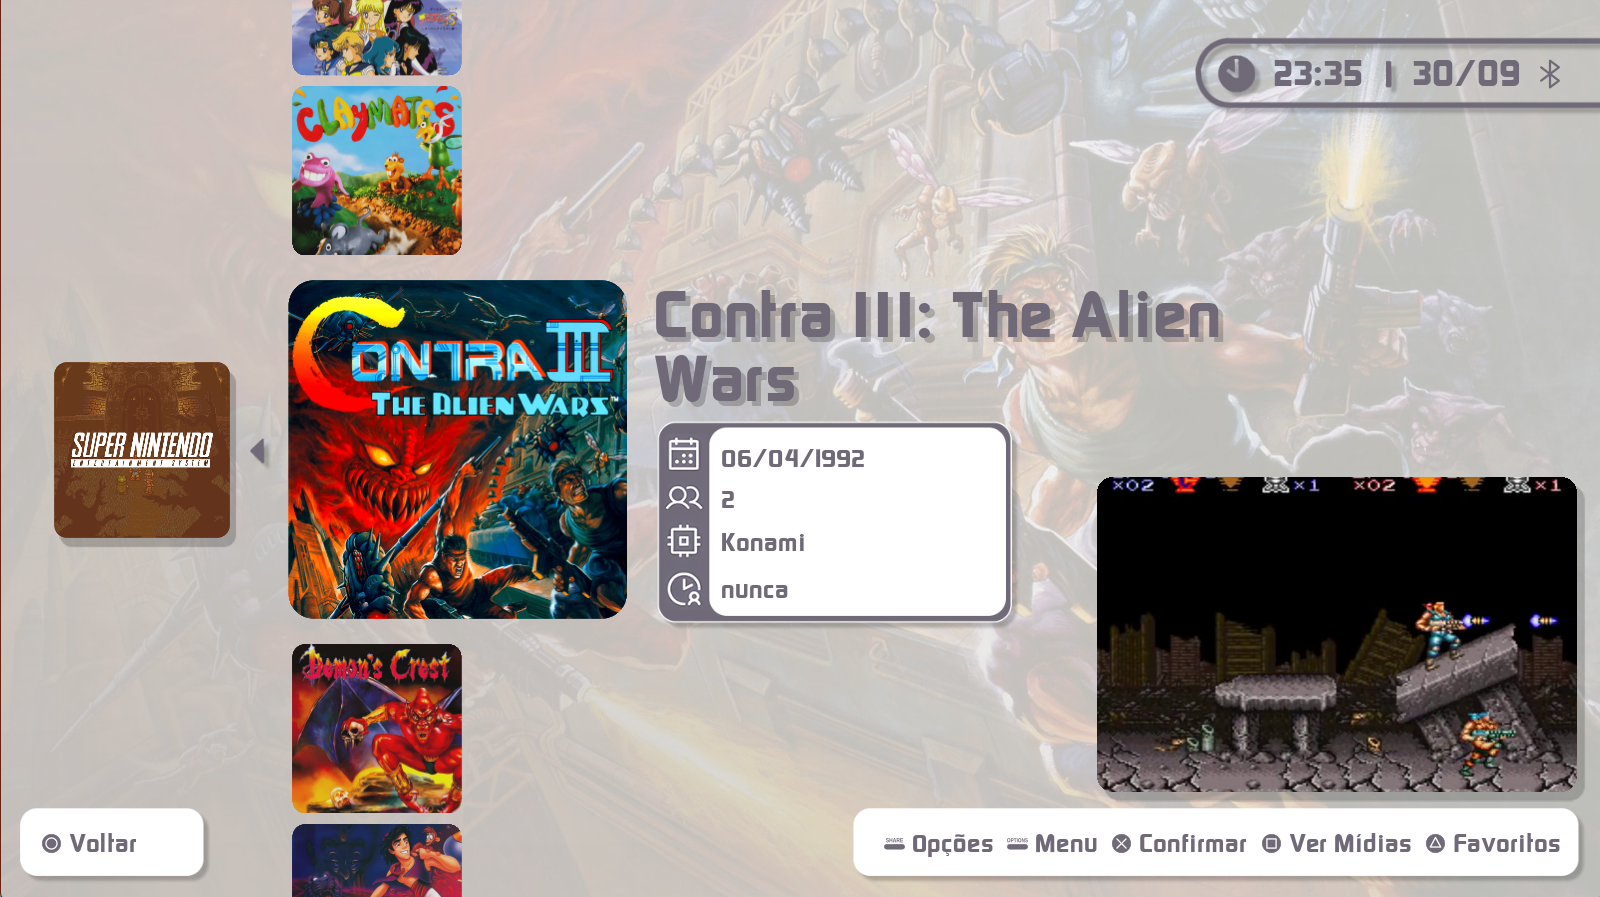 23:35 | 30/09
CLAYMATES
CONTRA III
THE ALIEN WARS™
Contra III: The Alien
Wars
SUPER NINTENDO
ENTERTAINMENT SYSTEM
06/04/1992
2
Konami
nunca
×02 ×1 ×02 ×1
Demon's Crest
Voltar
SHARE Opções OPTIONS Menu Confirmar Ver Mídias Favoritos